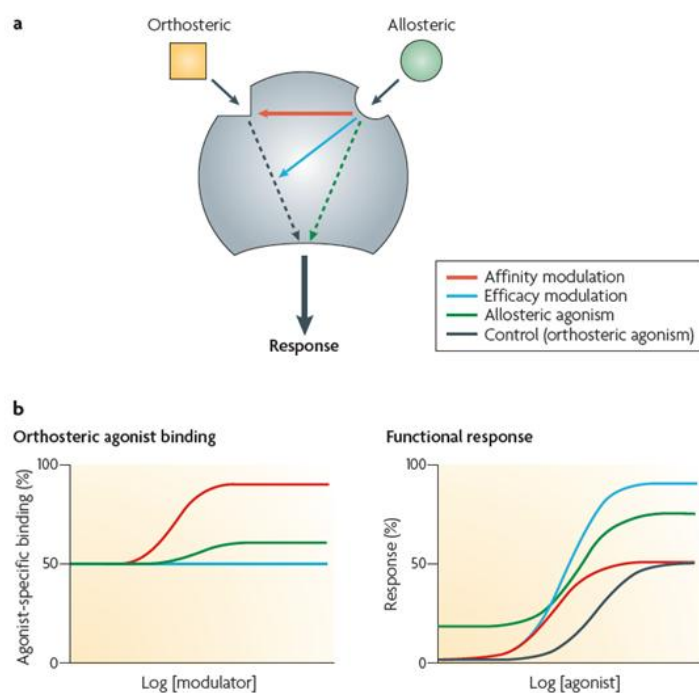 a
Orthosteric
Allosteric
Affinity modulation
Efficacy modulation
Allosteric agonism
Control (orthosteric agonism)
Response
b
Orthosteric agonist binding
Functional response
100
50
0
Agonist-specific binding (%)
Log [modulator]
100
50
0
Response (%)
Log [agonist]